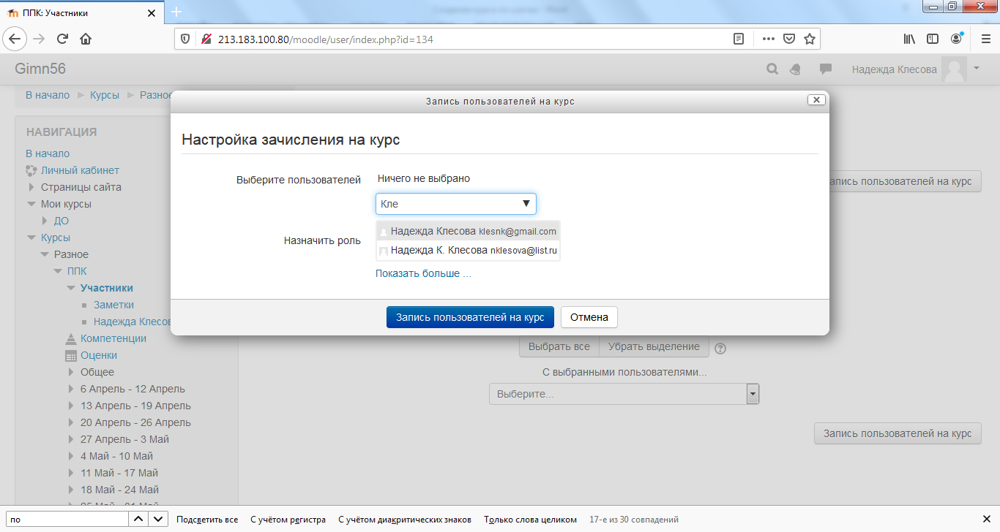 ППК: Участники
213.183.100.80/moodle/user/index.php?id=134
Gimn56
Надежда Клесова
В начало Курсы Разное
Запись пользователей на курс
НАВИГАЦИЯ
В начало
Личный кабинет
Страницы сайта
Мои курсы
ДО
Курсы
Разное
ППК
Участники
Заметки
Надежда Клесов
Компетенции
Оценки
Общее
6 Апрель - 12 Апрель
13 Апрель - 19 Апрель
20 Апрель - 26 Апрель
27 Апрель - 3 Май
4 Май - 10 Май
11 Май - 17 Май
18 Май - 24 Май
Настройка зачисления на курс
Выберите пользователей Ничего не выбрано
Кле
Назначить роль
Надежда Клесова klesnk@gmail.com
Надежда К. Клесова nklesova@list.ru
Показать больше ...
Запись пользователей на курс Отмена
пись пользователей на курс
Выбрать все Убрать выделение
С выбранными пользователями...
Выберите...
Запись пользователей на курс
по Подсветить все С учётом регистра С учётом диакритических знаков Только слова целиком 17-е из 30 совпадений